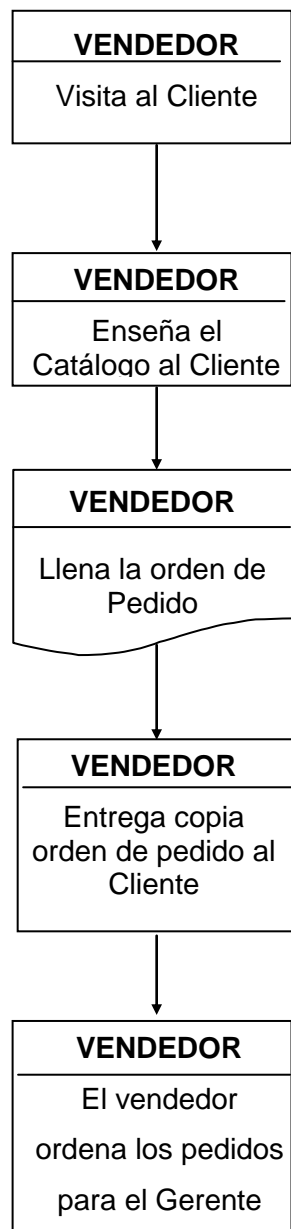 VENDEDOR
Visita al Cliente
VENDEDOR
Enseña el
Catálogo al Cliente
VENDEDOR
Llena la orden de
Pedido
VENDEDOR
Entrega copia
orden de pedido al
Cliente
VENDEDOR
El vendedor
ordena los pedidos
para el Gerente